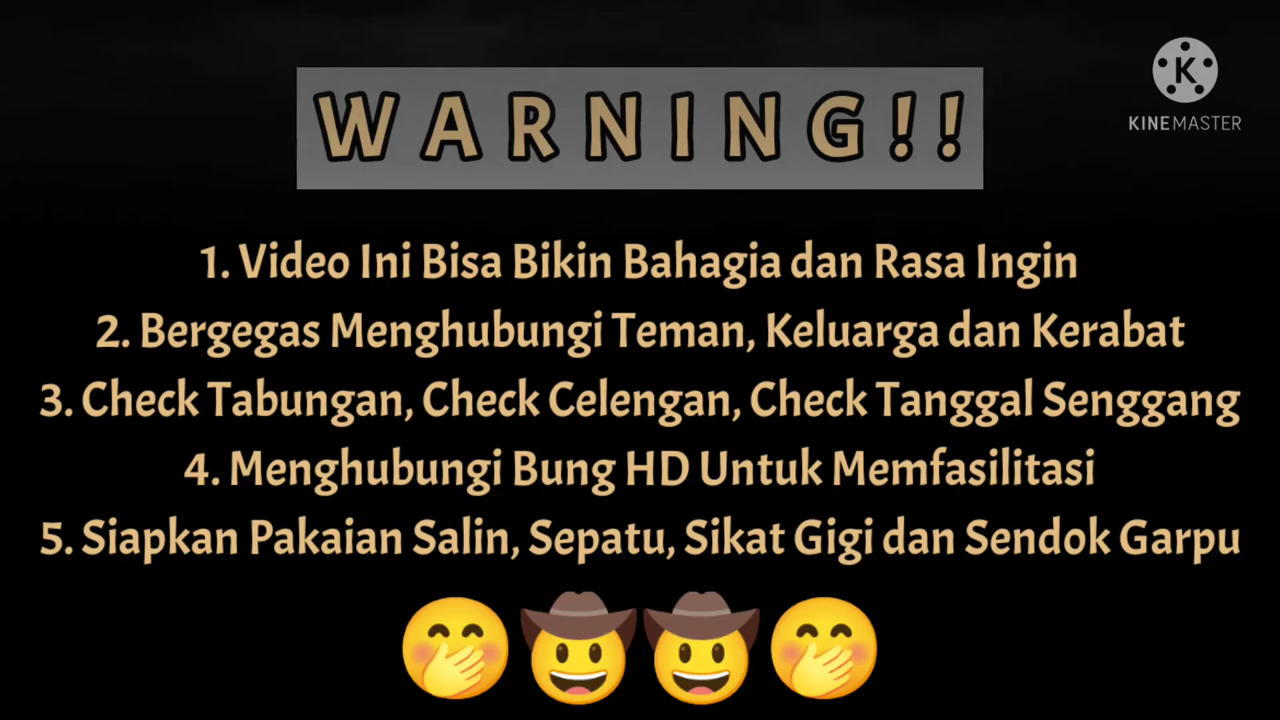 WARNING!!
KINEMASTER
1. Video Ini Bisa Bikin Bahagia dan Rasa Ingin
2. Bergegas Menghubungi Teman, Keluarga dan Kerabat
3. Check Tabungan, Check Celengan, Check Tanggal Senggang
4. Menghubungi Bung HD Untuk Memfasilitasi
5. Siapkan Pakaian Salin, Sepatu, Sikat Gigi dan Sendok Garpu